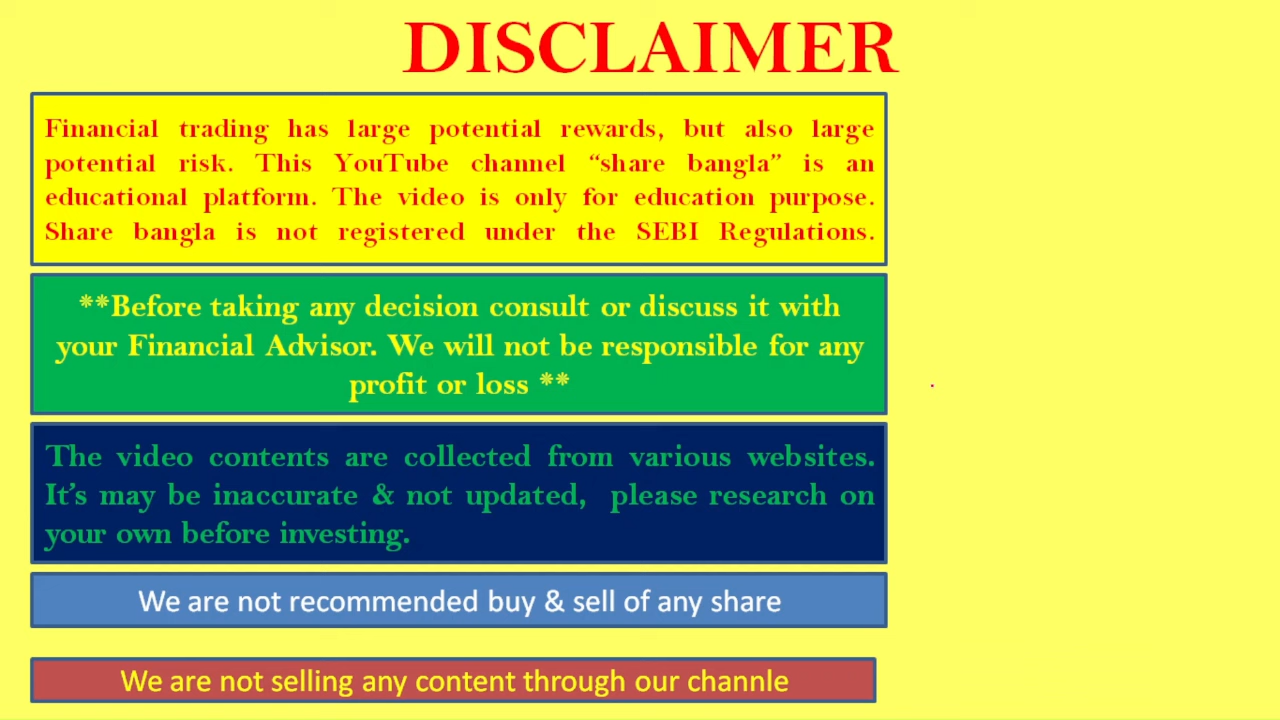 DISCLAIMER
Financial trading has large potential rewards, but also large
potential risk. This YouTube channel “share bangla” is an
educational platform. The video is only for education purpose.
Share bangla is not registered under the SEBI Regulations.
**Before taking any decision consult or discuss it with
your Financial Advisor. We will not be responsible for any
profit or loss **
The video contents are collected from various websites.
It’s may be inaccurate & not updated, please research on
your own before investing.
We are not recommended buy & sell of any share
We are not selling any content through our channle